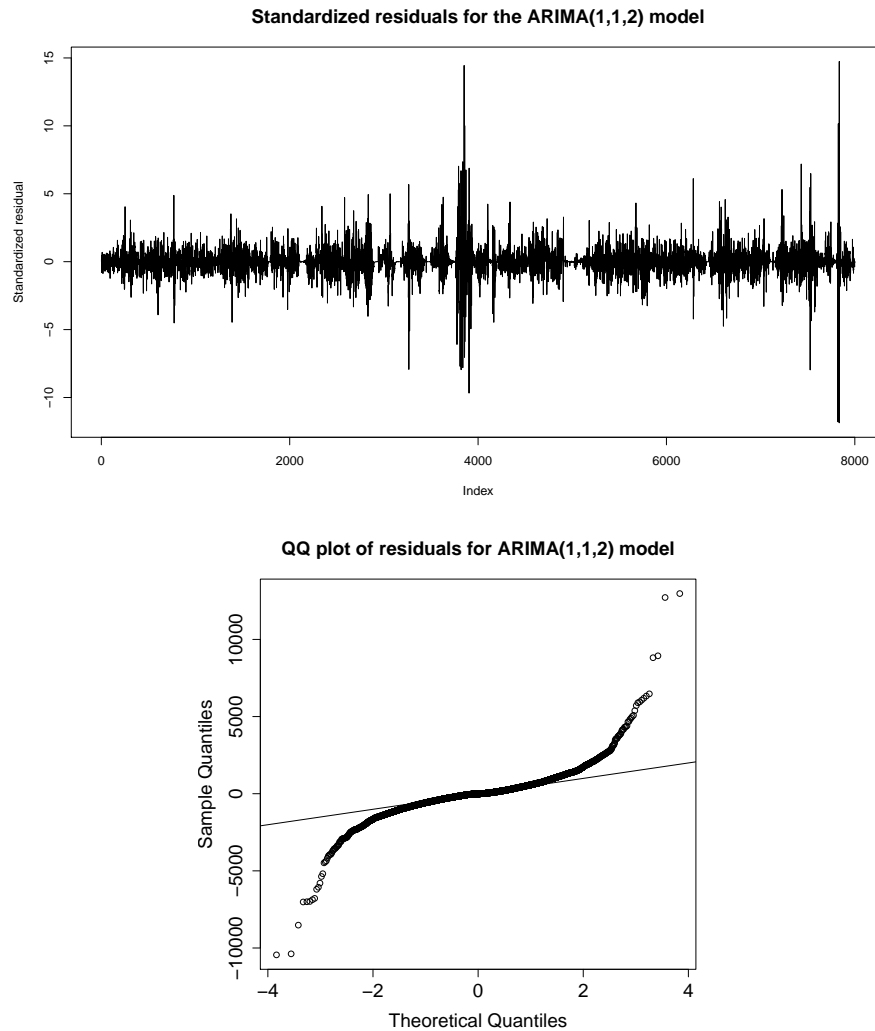 Standardized residuals for the ARIMA(1,1,2) model
Standardized residual
15
10
5
0
−5
−10
0 2000 4000 6000 8000
Index
QQ plot of residuals for ARIMA(1,1,2) model
Sample Quantiles
10000
5000
0
−5000
−10000
−4 −2 0 2 4
Theoretical Quantiles